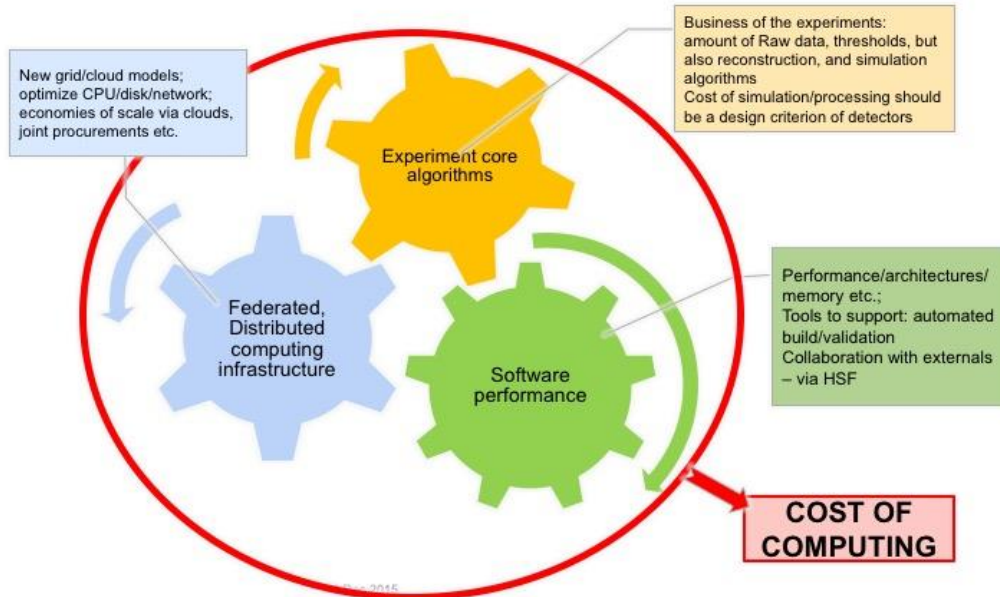 Business of the experiments:
amount of Raw data, thresholds, but
also reconstruction, and simulation
algorithms
Cost of simulation/processing should
be a design criterion of detectors
New grid/cloud models;
optimize CPU/disk/network;
economies of scale via clouds,
joint procurements etc.
Experiment core
algorithms
Federated,
Distributed
computing
infrastructure
Software
performance
Performance/architectures/
memory etc.;
Tools to support: automated
build/validation
Collaboration with externals
– via HSF
COST OF
COMPUTING
2015